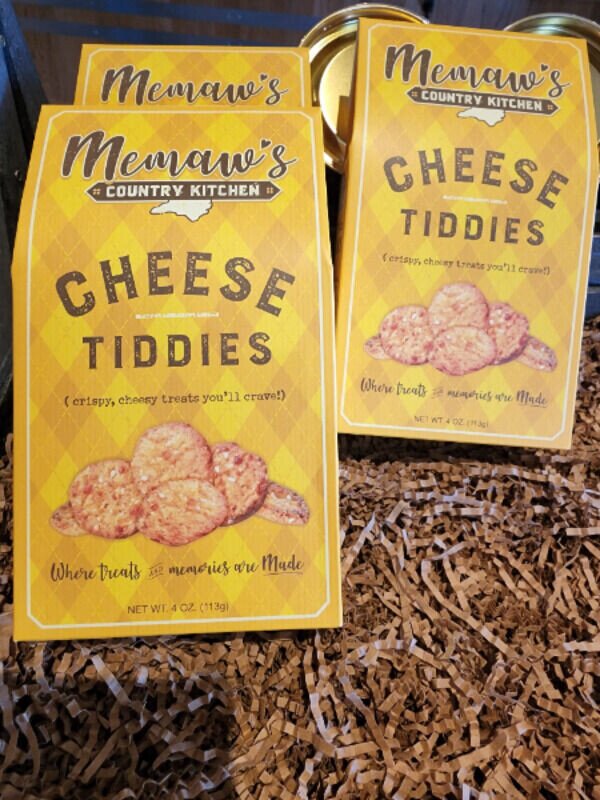 Memaw's
Memaw's
COUNTRY KITCHEN
CHEESE
TIDDIES
( crispy, cheesy treats you'll crave!)
Where treats AND memories are Made
NET WT. 4 OZ. (113g)
Memaw's
COUNTRY KITCHEN
CHEESE
TIDDIES
( crispy, cheesy treats you'll crave!)
Where treats AND memories are Made
NET WT 4 OZ. (113g)